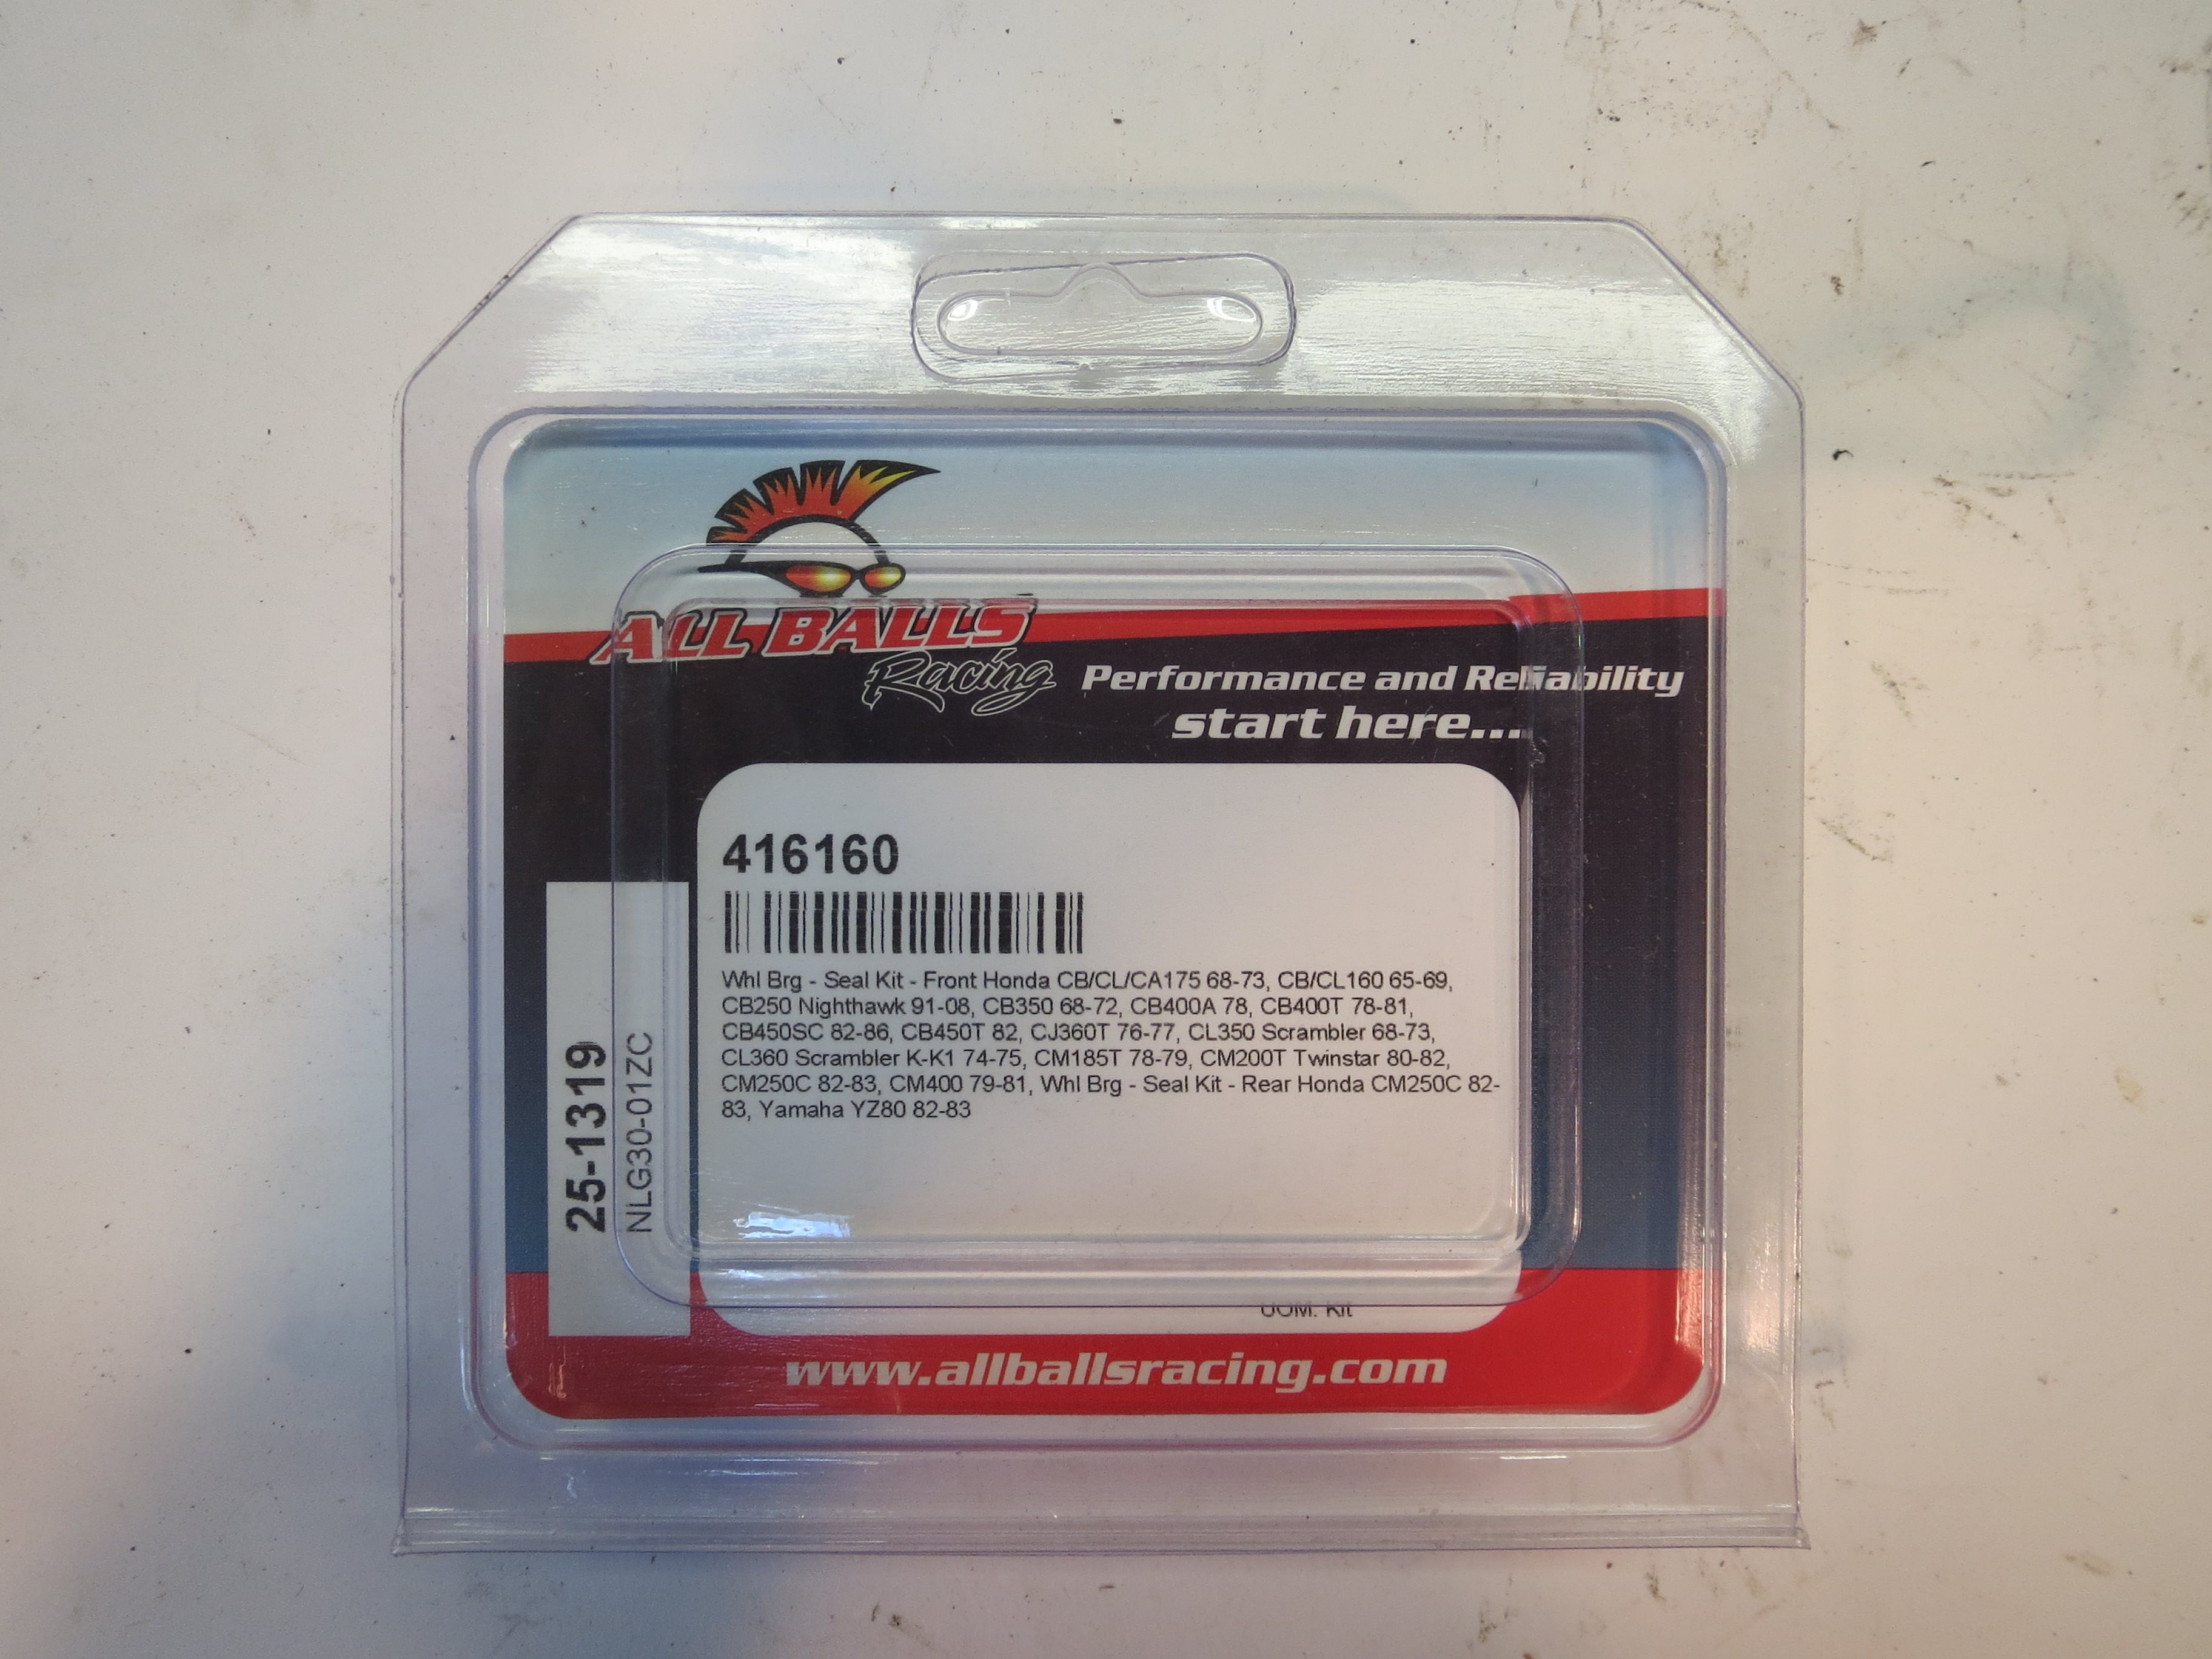 ALL BALLS
Racing
Performance and Reliability
start here...
416160
Whl Brg - Seal Kit - Front Honda CB/CL/CA175 68-73, CB/CL160 65-69,
CB250 Nighthawk 91-08, CB350 68-72, CB400A 78, CB400T 78-81,
CB450SC 82-86, CB450T 82, CJ360T 76-77, CL350 Scrambler 68-73,
CL360 Scrambler K-K1 74-75, CM185T 78-79, CM200T Twinstar 80-82,
CM250C 82-83, CM400 79-81, Whl Brg - Seal Kit - Rear Honda CM250C 82-
83, Yamaha YZ80 82-83
25-1319
NLG30-01ZC
UOM: Kit
www.allballsracing.com